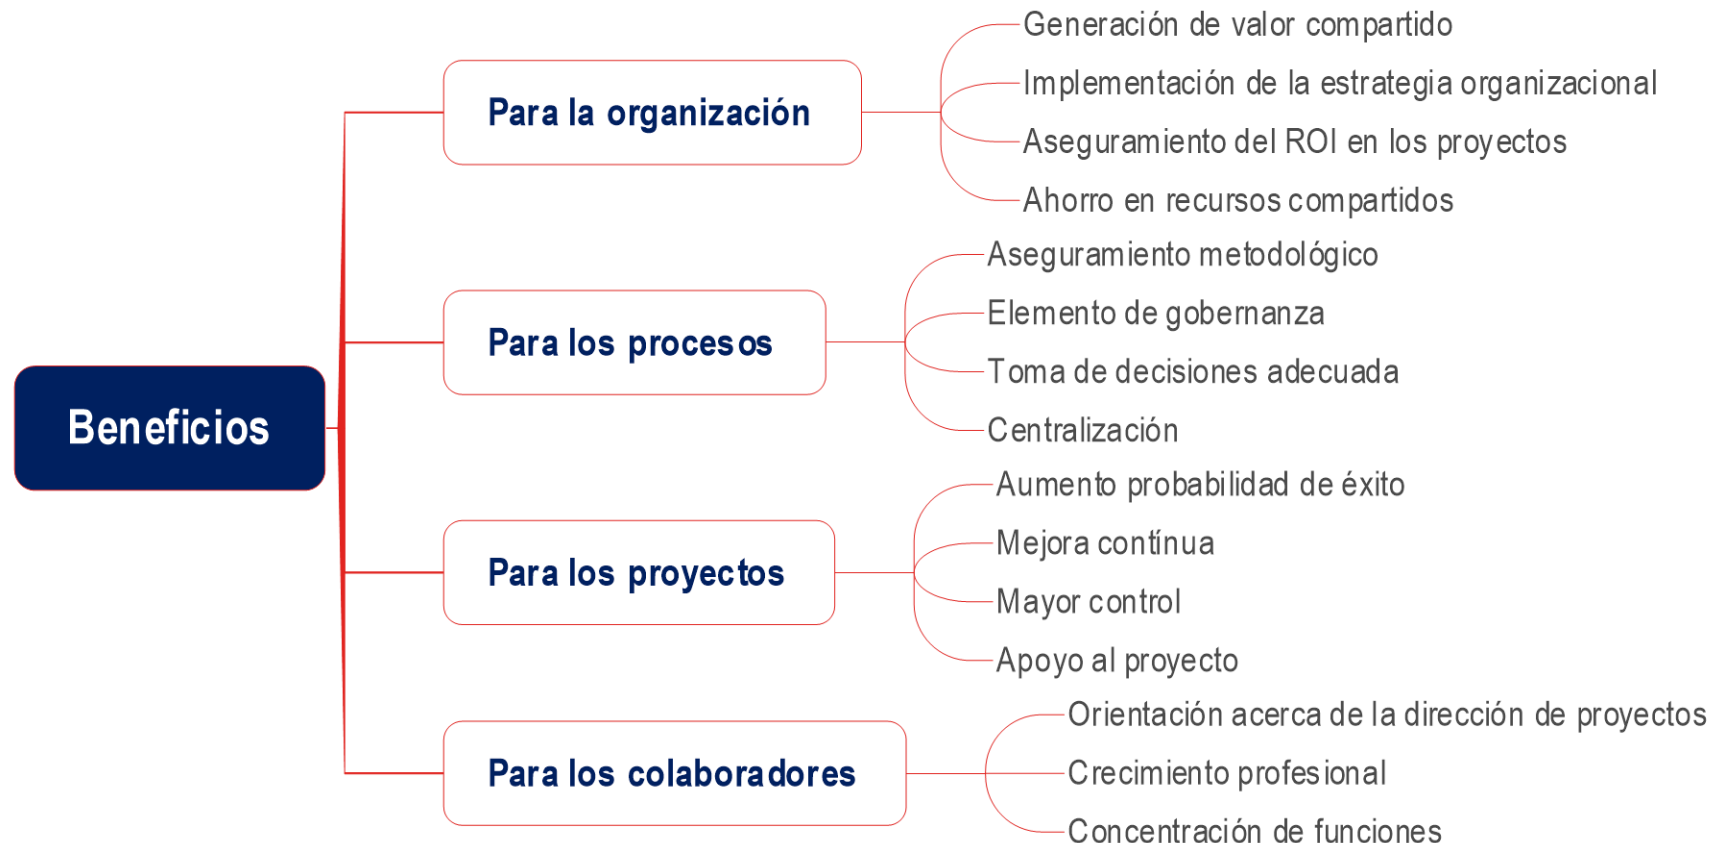 Beneficios
Para la organización
Generación de valor compartido
Implementación de la estrategia organizacional
Aseguramiento del ROI en los proyectos
Ahorro en recursos compartidos
Para los procesos
Aseguramiento metodológico
Elemento de gobernanza
Toma de decisiones adecuada
Centralización
Para los proyectos
Aumento probabilidad de éxito
Mejora contínua
Mayor control
Apoyo al proyecto
Para los colaboradores
Orientación acerca de la dirección de proyectos
Crecimiento profesional
Concentración de funciones